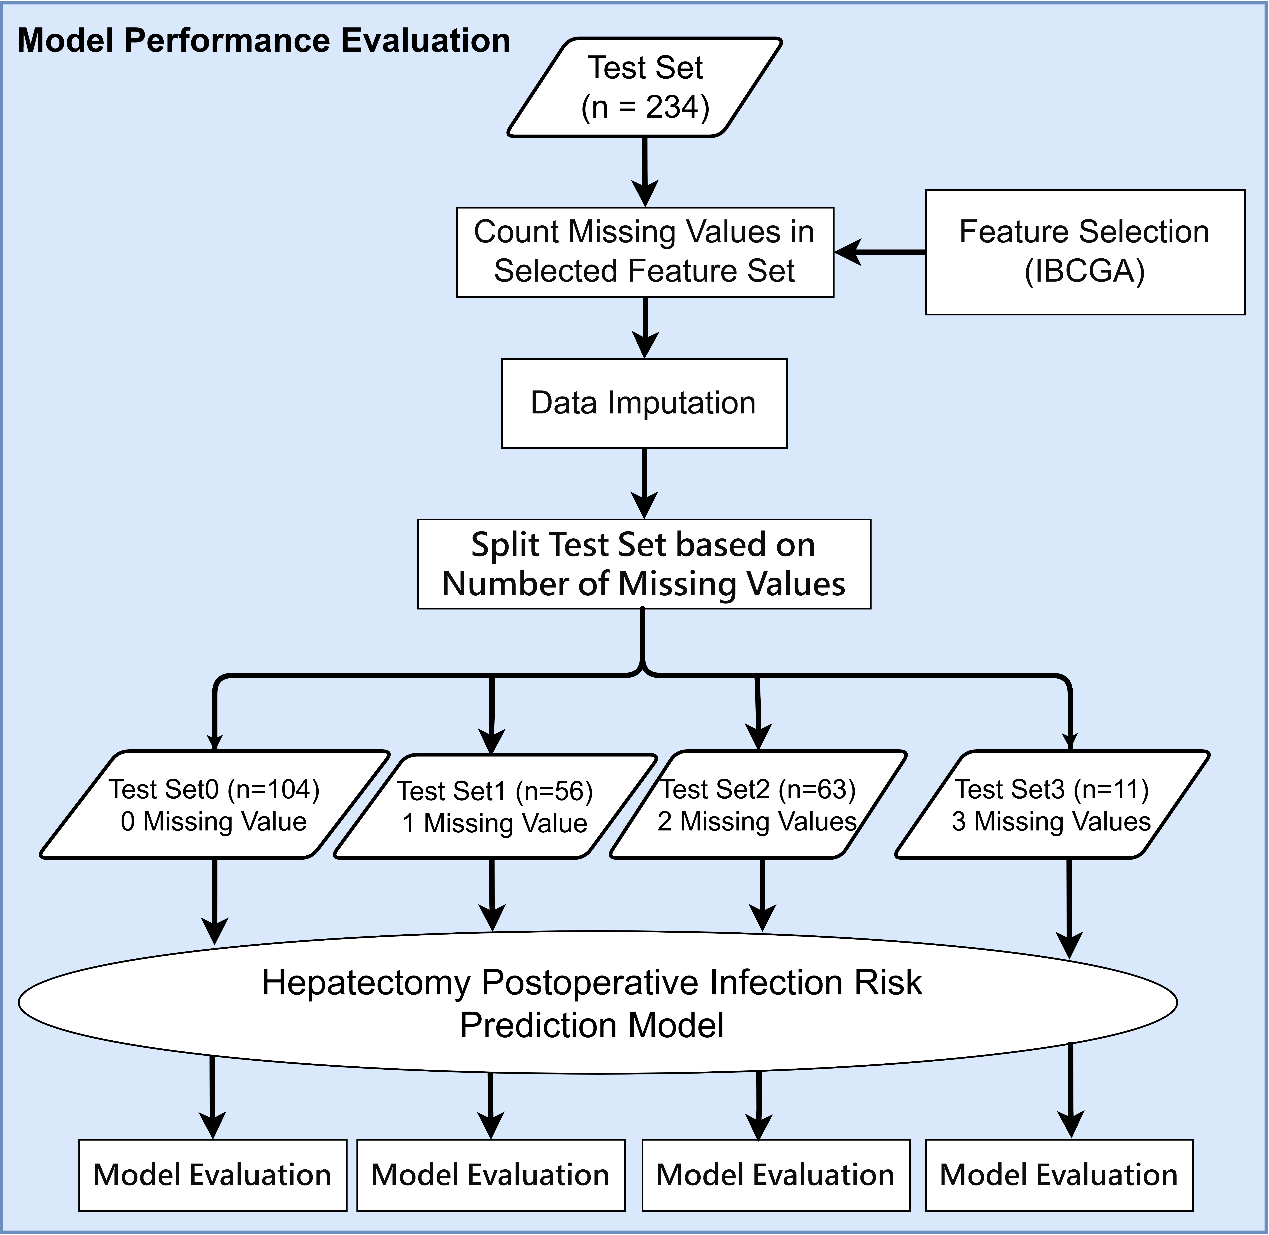 Model Performance Evaluation
Test Set
(n = 234)
Count Missing Values in
Selected Feature Set
Feature Selection
(IBCGA)
Data Imputation
Split Test Set based on
Number of Missing Values
Test Set0 (n=104)
0 Missing Value
Test Set1 (n=56)
1 Missing Value
Test Set2 (n=63)
2 Missing Values
Test Set3 (n=11)
3 Missing Values
Hepatectomy Postoperative Infection Risk
Prediction Model
Model Evaluation
Model Evaluation
Model Evaluation
Model Evaluation